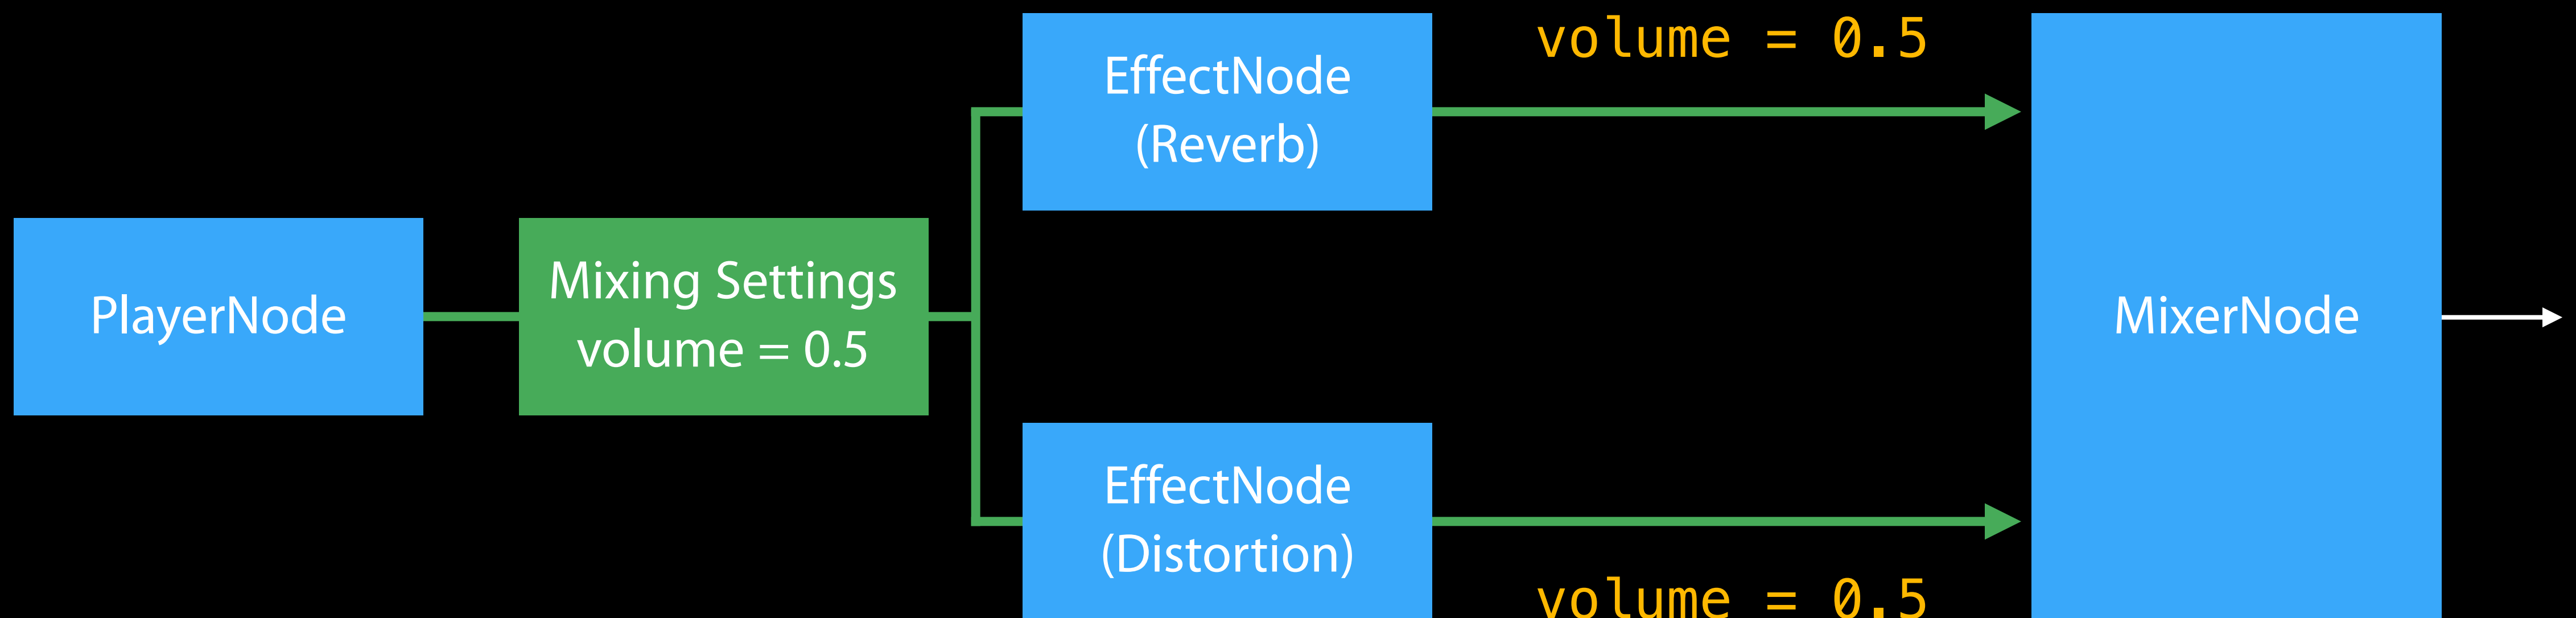 volume = 0.5
EffectNode
(Reverb)
PlayerNode
Mixing Settings
volume = 0.5
MixerNode
EffectNode
(Distortion)
volume = 0.5